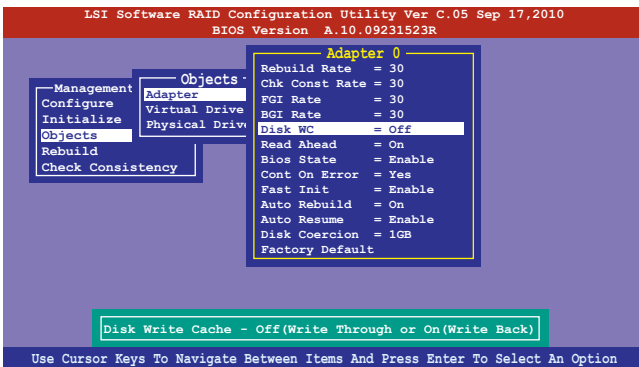 LSI Software RAID Configuration Utility Ver C.05 Sep 17,2010
BIOS Version A.10.09231523R
Management
Configure
Initialize
Objects
Rebuild
Check Consistency
Objects
Adapter
Virtual Drive
Physical Drive
Adapter 0
Rebuild Rate = 30
Chk Const Rate = 30
FGI Rate = 30
BGI Rate = 30
Disk WC = Off
Read Ahead = On
Bios State = Enable
Cont On Error = Yes
Fast Init = Enable
Auto Rebuild = On
Auto Resume = Enable
Disk Coercion = 1GB
Factory Default
Disk Write Cache - Off(Write Through or On(Write Back)
Use Cursor Keys To Navigate Between Items And Press Enter To Select An Option